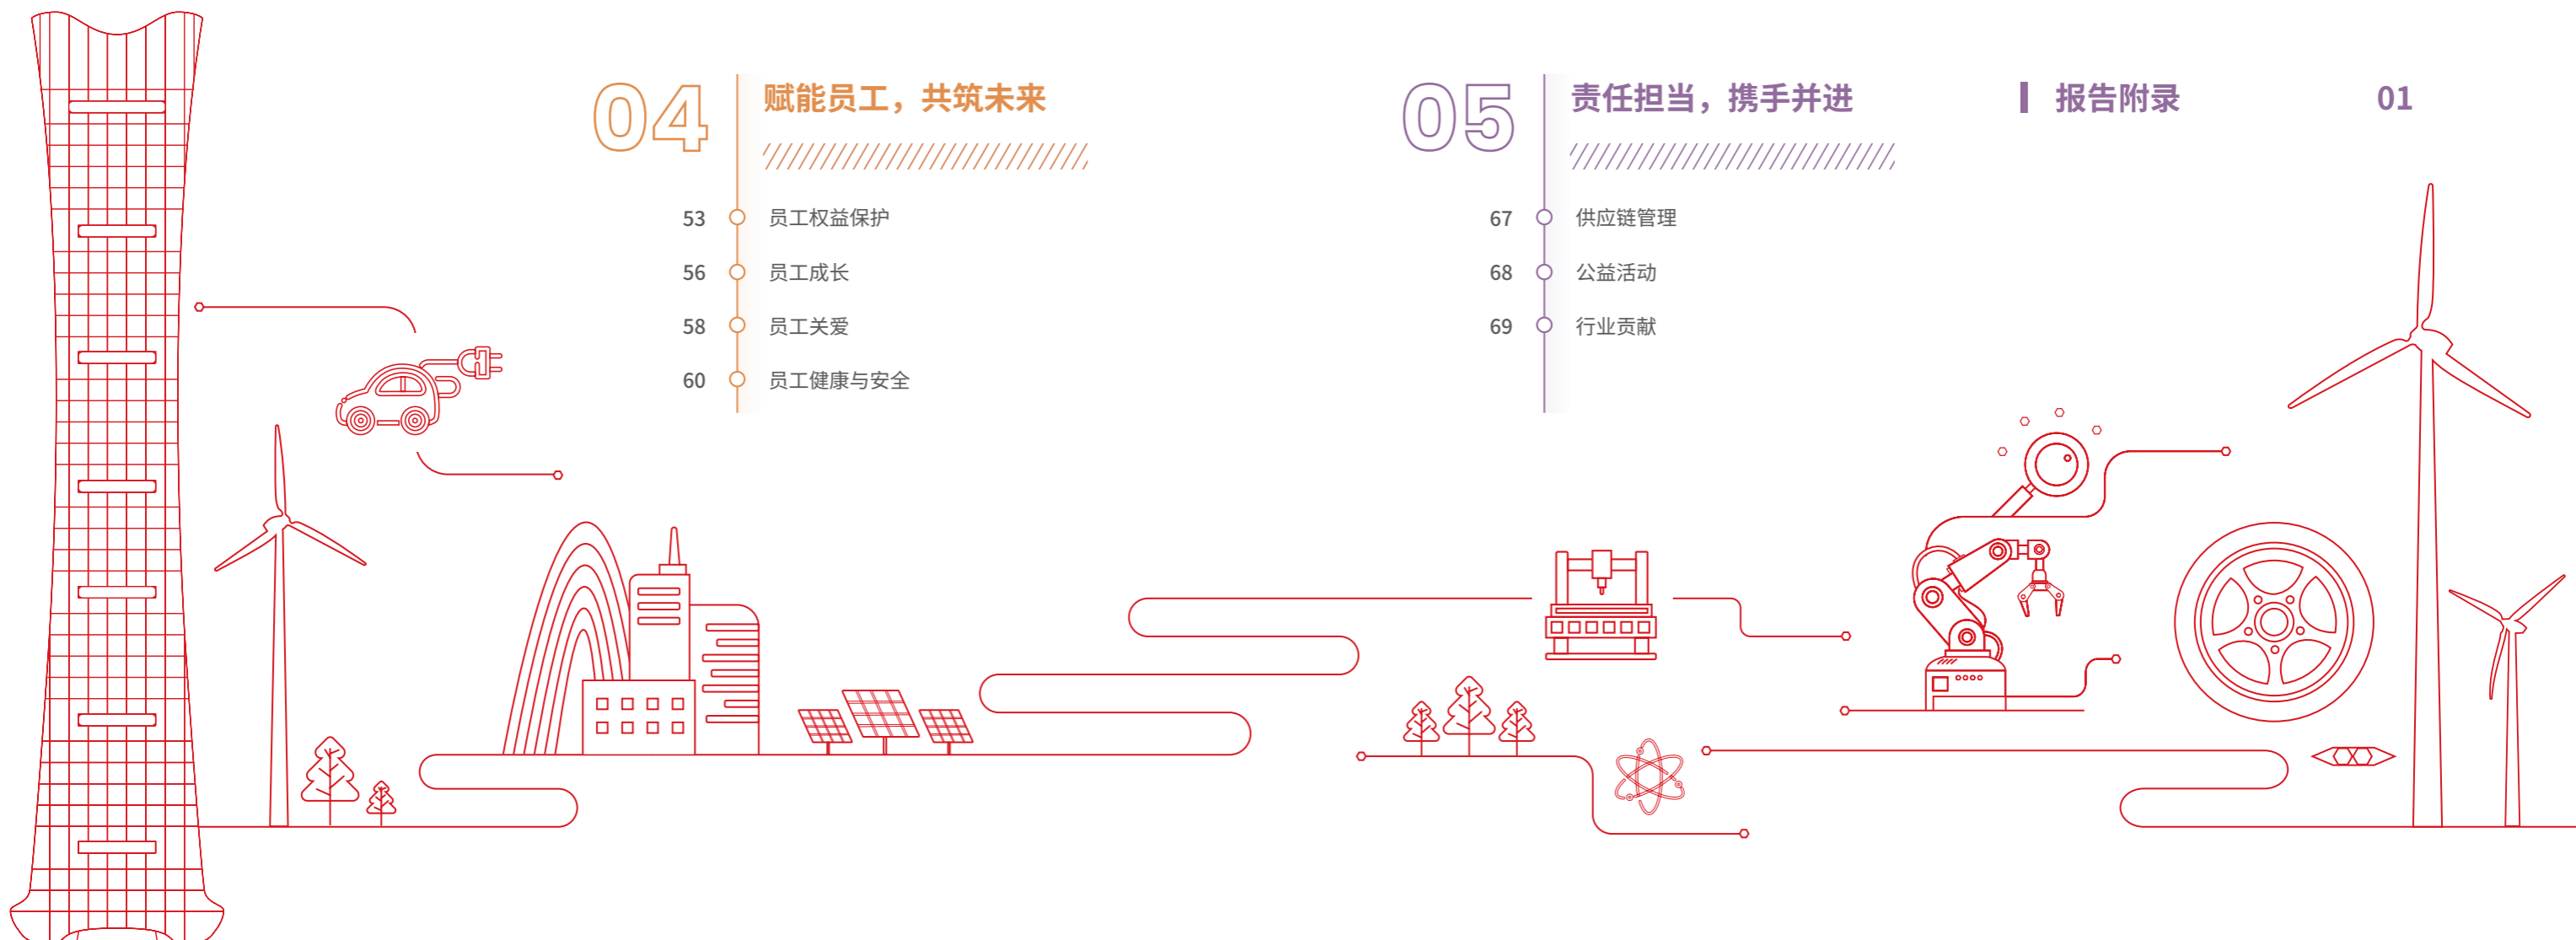 04
赋能员工，共筑未来
53 员工权益保护
56 员工成长
58 员工关爱
60 员工健康与安全
05
责任担当，携手并进
67 供应链管理
68 公益活动
69 行业贡献
报告附录 01